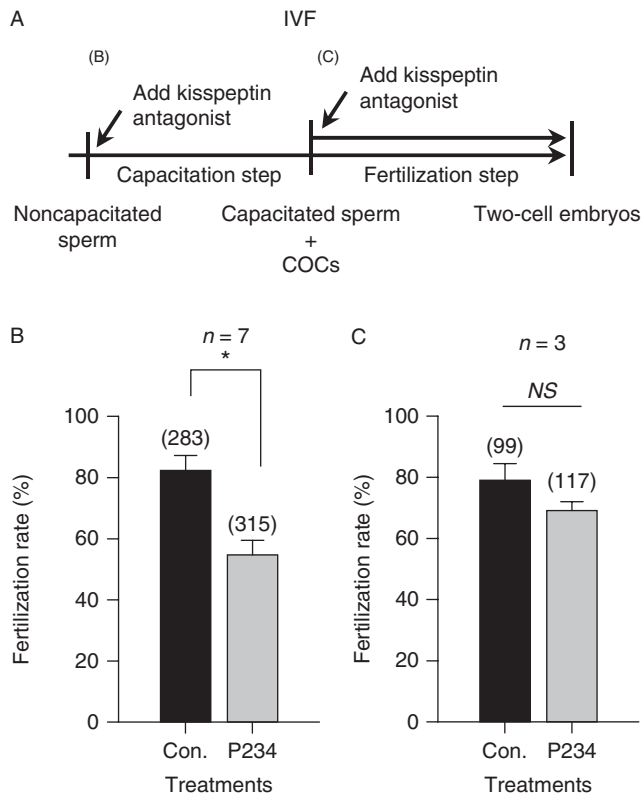 A
IVF
(B)
(C)
Add kisspeptin
antagonist
Add kisspeptin
antagonist
Capacitation step
Fertilization step
Noncapacitated
sperm
Capacitated sperm
+
COCs
Two-cell embryos
B
n = 7
*
Fertilization rate (%)
100
80
60
40
20
0
(283)
(315)
Con.
P234
Treatments
C
n = 3
NS
Fertilization rate (%)
100
80
60
40
20
0
(99)
(117)
Con.
P234
Treatments